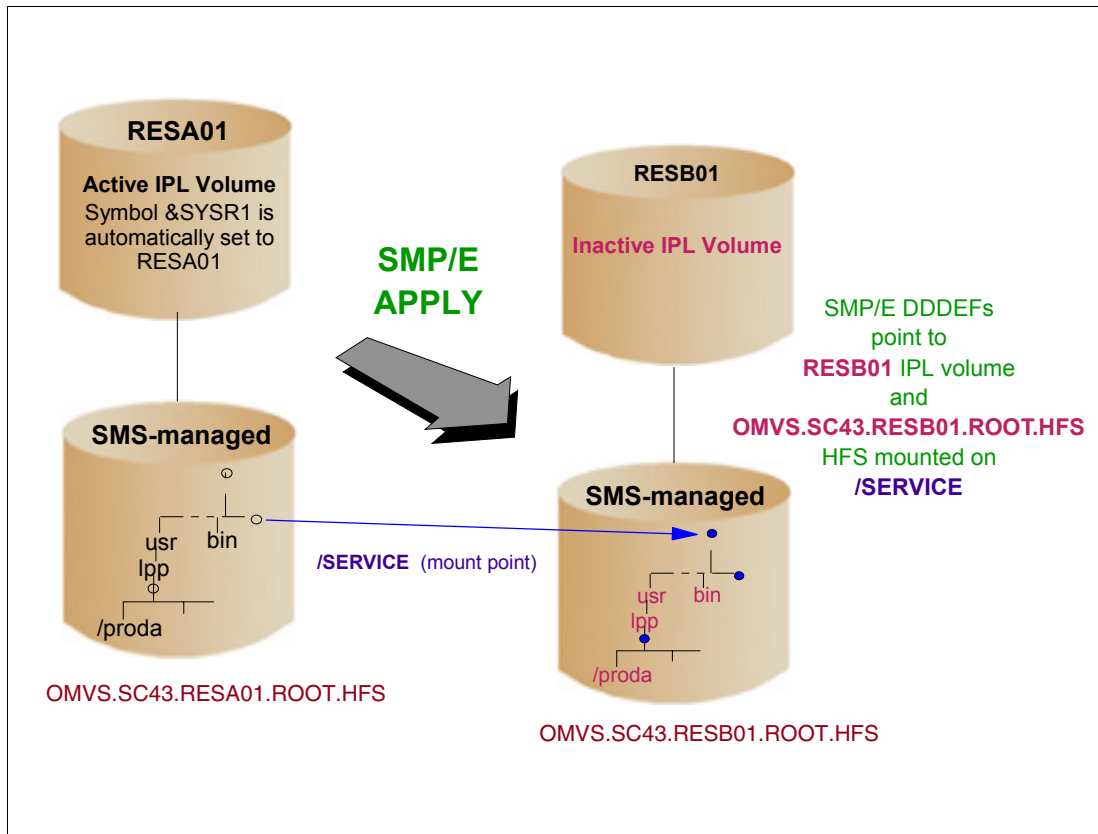 RESA01
Active IPL Volume
Symbol &SYSR1 is
automatically set to
RESA01
SMP/E
APPLY
RESB01
Inactive IPL Volume
SMP/E DDDEFs
point to
RESB01 IPL volume
and
OMVS.SC43.RESB01.ROOT.HFS
HFS mounted on
/SERVICE
SMS-managed
usr bin
lpp
/proda
OMVS.SC43.RESA01.ROOT.HFS
/SERVICE (mount point)
SMS-managed
usr bin
lpp
/proda
OMVS.SC43.RESB01.ROOT.HFS